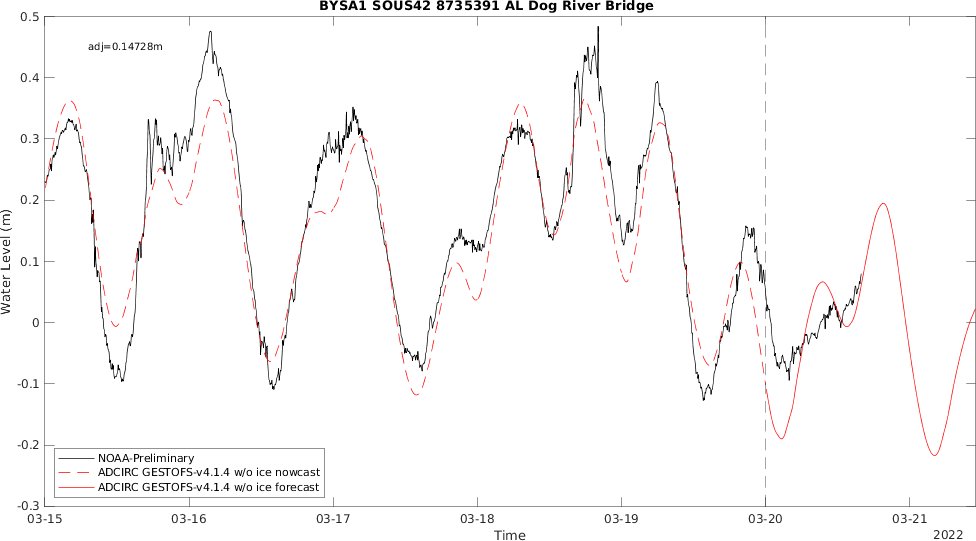 BYSA1 SOUS42 8735391 AL Dog River Bridge
0.5
adj=0.14728m
0.4
0.3
0.2
0.1
0
-0.1
-0.2
-0.3
Water Level (m)
NOAA-Preliminary
ADCIRC GESTOFS-v4.1.4 w/o ice nowcast
ADCIRC GESTOFS-v4.1.4 w/o ice forecast
03-15 03-16 03-17 03-18 03-19 03-20 03-21
Time
2022